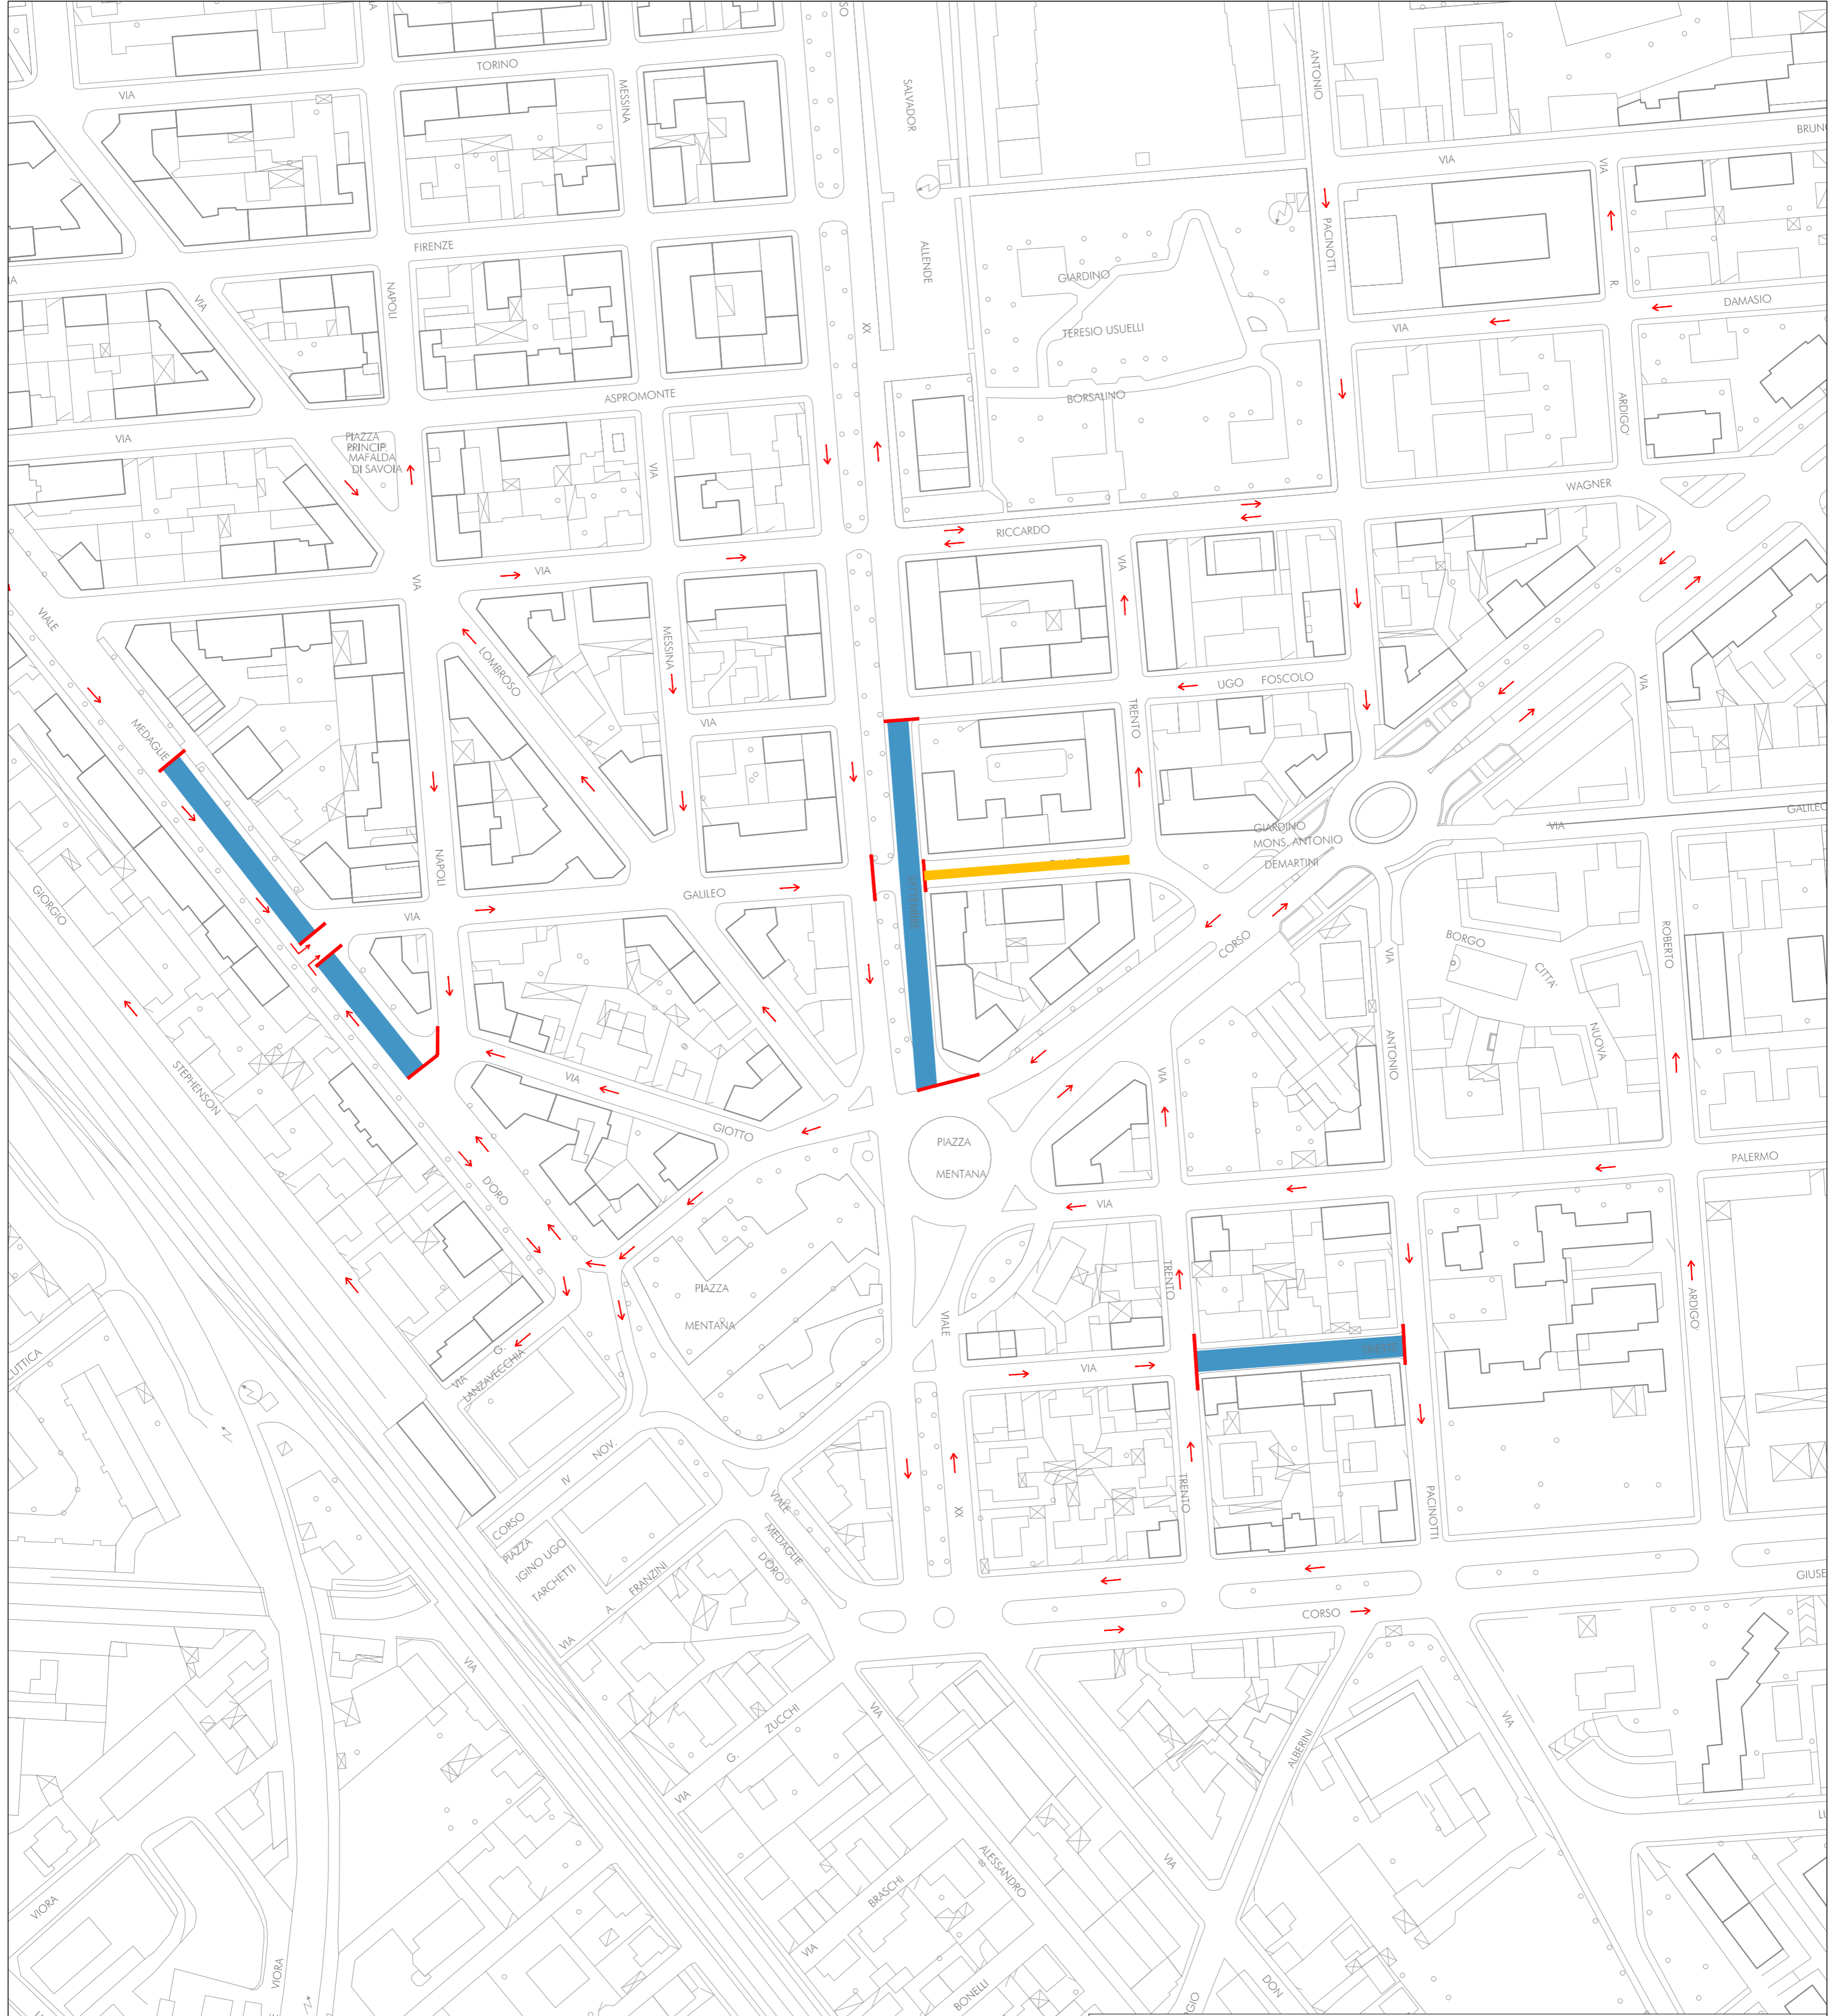 TORINO
VIA
MESSINA
SALVADOR
ANTONIO
VIA
VIA
PACINOTTI
FIRENZE
ALLENDE
GIARDINO
NAPOLI
VIA
R.
DAMASIO
XX
TERESIO USUELLI
VIA
ASPROMONTE
BORSALINO
ARDIGO'
VIA
PIAZZA
PRINCIP.
MAFALDA
DI SAVOIA
VIA
WAGNER
RICCARDO
VIA
VIA
VIA
VIALE
LOMBROSO
MESSINA
UGO FOSCOLO
VIA
TRENTO
VIA
MEDAGLIE
GALILEO
VIA
GIARDINO
MONS. ANTONIO
DEMARTINI
NAPOLI
GALILEO
SETTEMBRE
GIORGIO
VIA
CORSO
VIA
BORGO
CITTA'
NUOVA
ROBERTO
ANTONIO
STEPHENSON
VIA
GIOTTO
VIA
PIAZZA
MENTANA
PALERMO
D'ORO
VIA
PIAZZA
MENTANA
TRENTO
ARDIGO'
VIALE
TRIESTE
VIA
VIA
G.
LANZAVECCHIA
CORSO
IV
NOV.
PIAZZA
IGINO UGO
TARCHETTI
VIALE
MEDAGLIE
D'ORO
XX
TRENTO
PACINOTTI
VIA
A.
FRANZINI
CORSO
VIA
VIA
G.
ZUCCHI
VIA
ALBERINI
VIA
VIA
BRASCHI
ALESSANDRO
VIA
VIORA
VIORA
BONELLI
DON